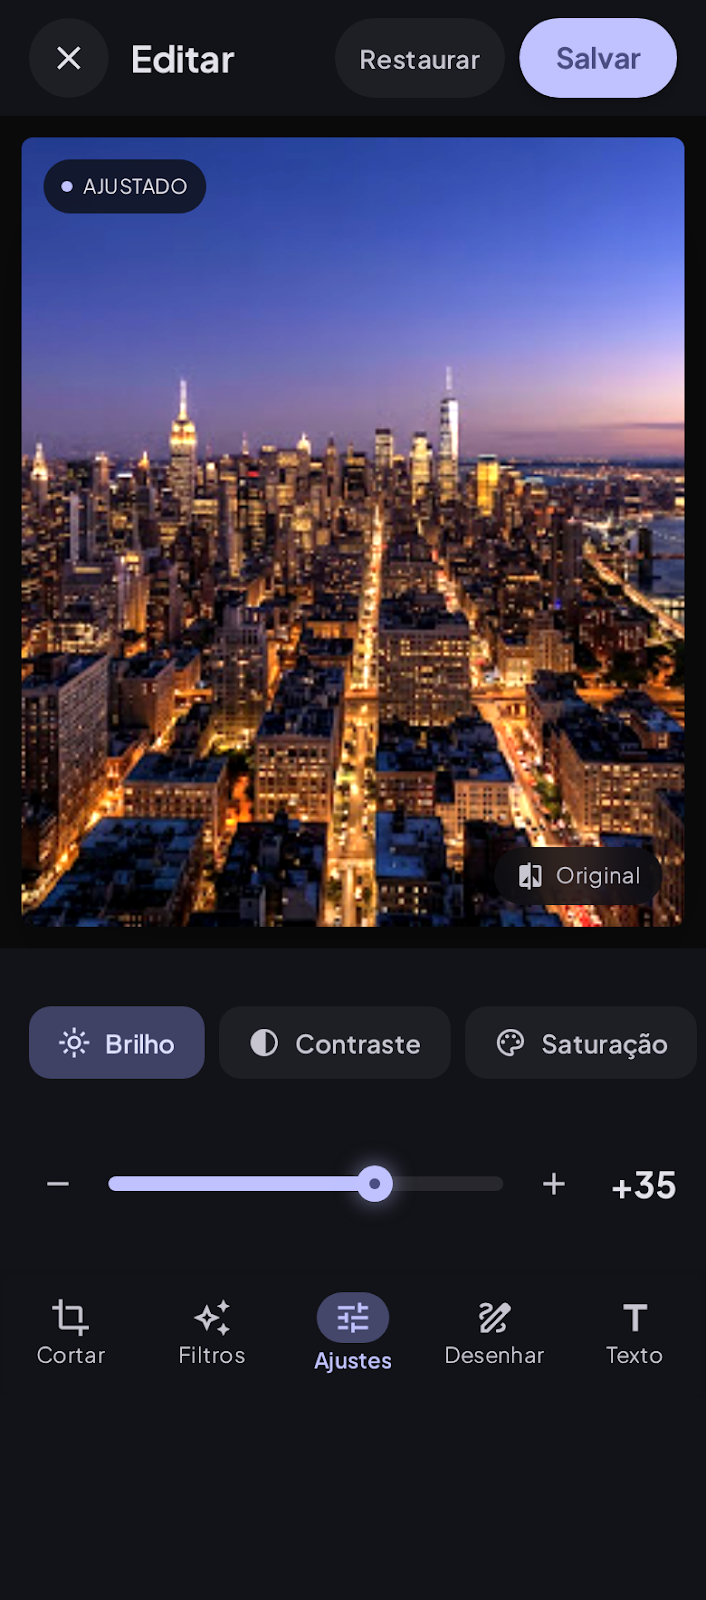 Editar
Restaurar
Salvar
AJUSTADO
Original
Brilho
Contraste
Saturação
+35
Cortar
Filtros
Ajustes
Desenhar
Texto